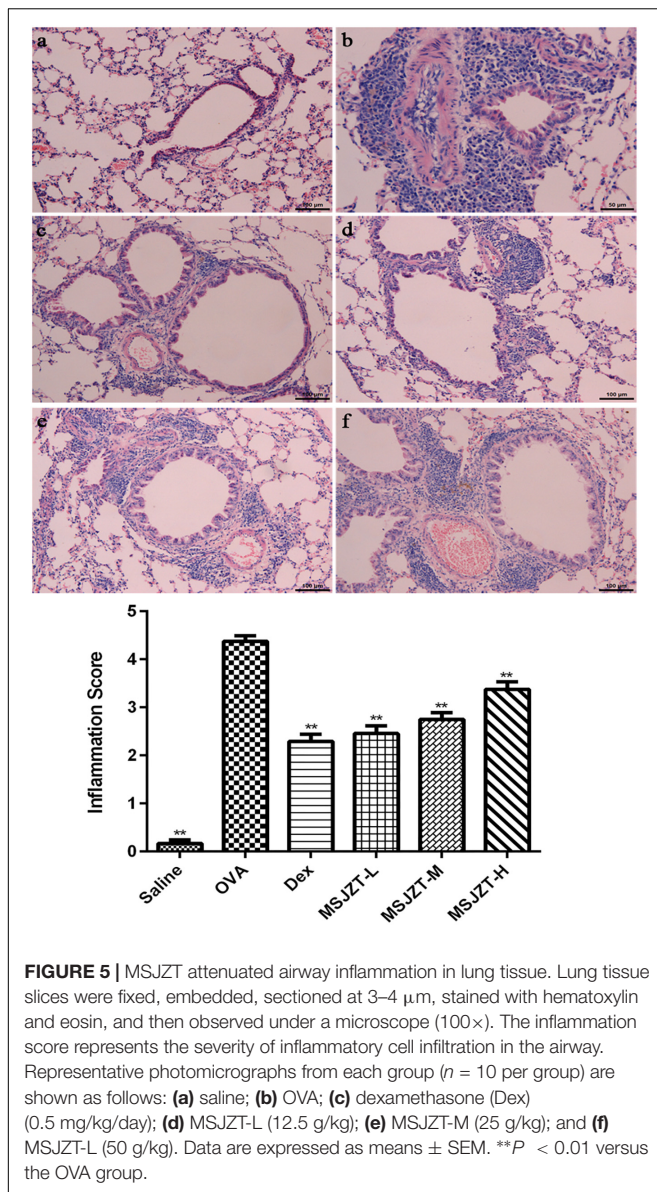 a
b
100 μm
50 μm
c
d
100 μm
100 μm
e
f
100 μm
100 μm
5
4
3
2
1
0
Inflammation Score
**
**
**
**
**
Saline
OVA
Dex
MSJZT-L
MSJZT-M
MSJZT-H
FIGURE 5 | MSJZT attenuated airway inflammation in lung tissue. Lung tissue
slices were fixed, embedded, sectioned at 3–4 μm, stained with hematoxylin
and eosin, and then observed under a microscope (100×). The inflammation
score represents the severity of inflammatory cell infiltration in the airway.
Representative photomicrographs from each group (n = 10 per group) are
shown as follows: (a) saline; (b) OVA; (c) dexamethasone (Dex)
(0.5 mg/kg/day); (d) MSJZT-L (12.5 g/kg); (e) MSJZT-M (25 g/kg); and (f)
MSJZT-L (50 g/kg). Data are expressed as means ± SEM. **P < 0.01 versus
the OVA group.